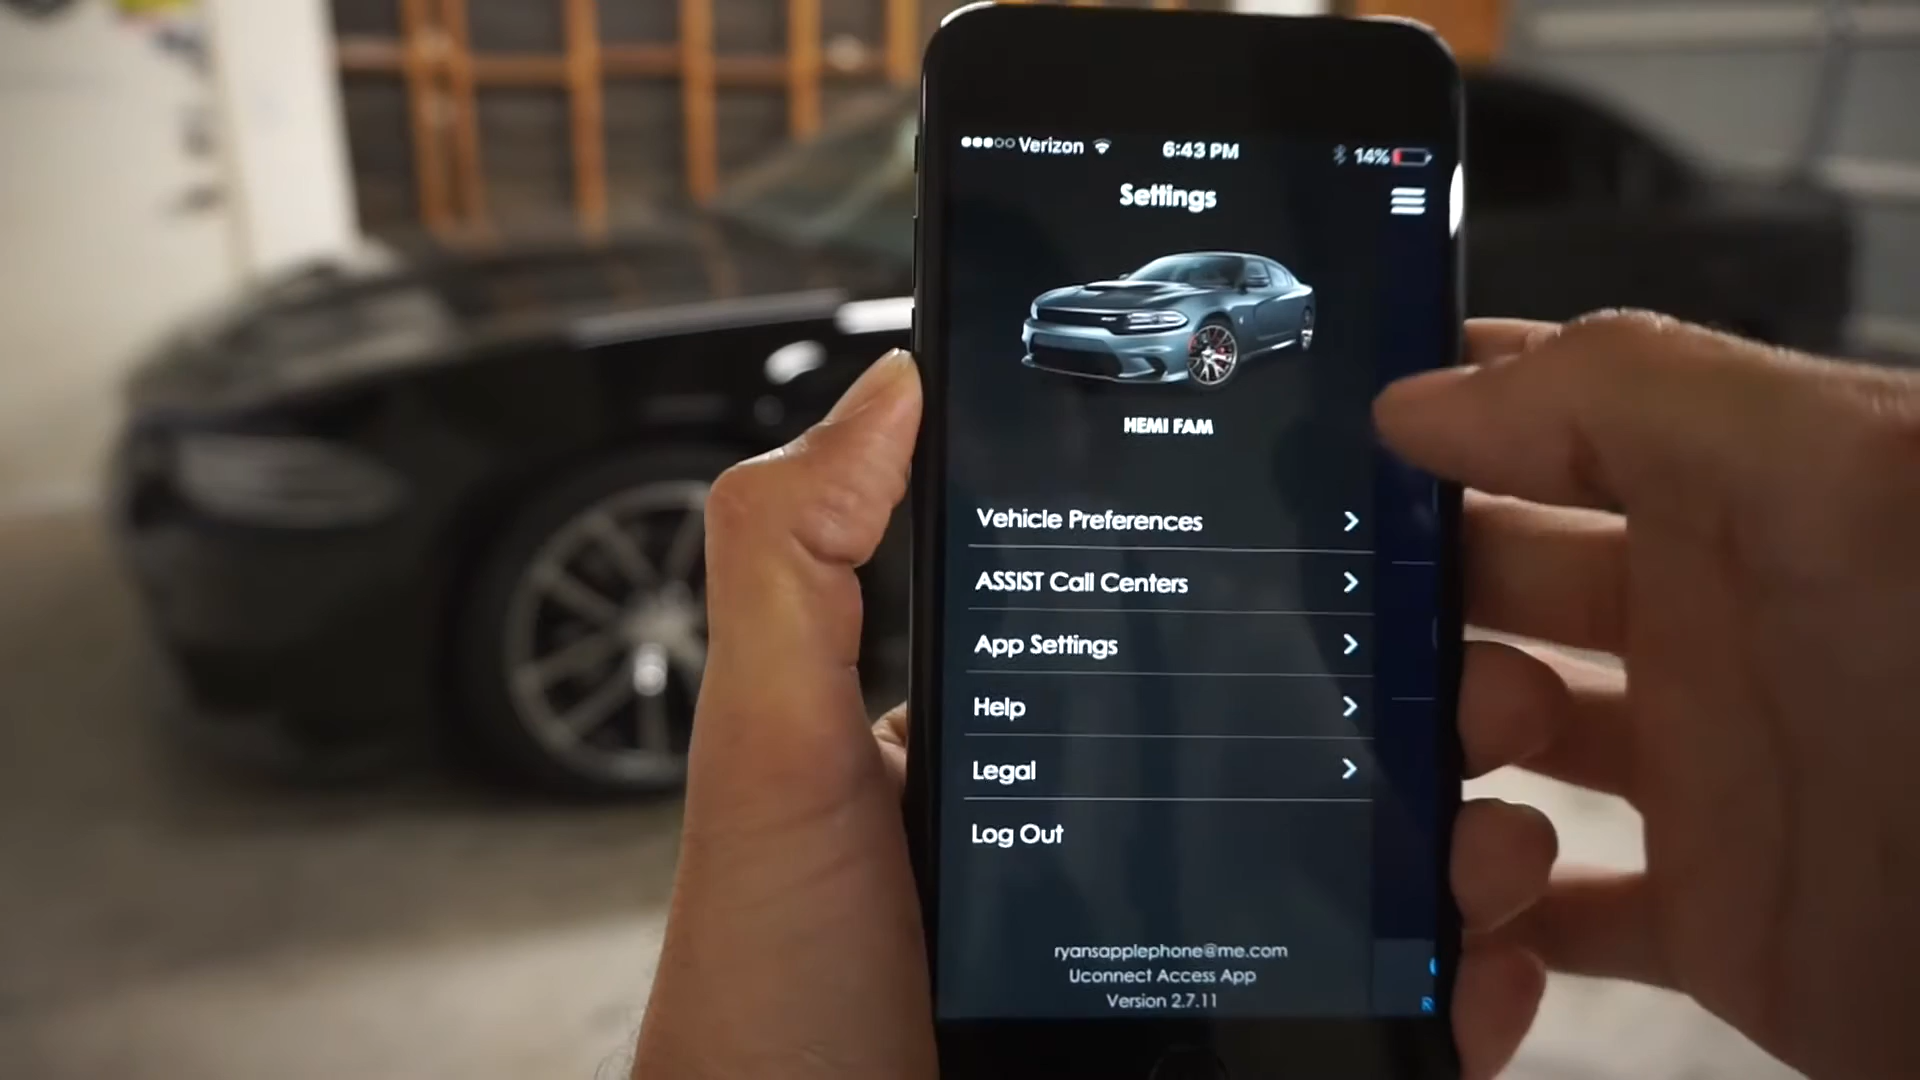 Verizon 6:43 PM 14%
Settings
HEMI FAM
Vehicle Preferences
ASSIST Call Centers
App Settings
Help
Legal
Log Out
ryansapplephone@me.com
Uconnect Access App
Version 2.7.11